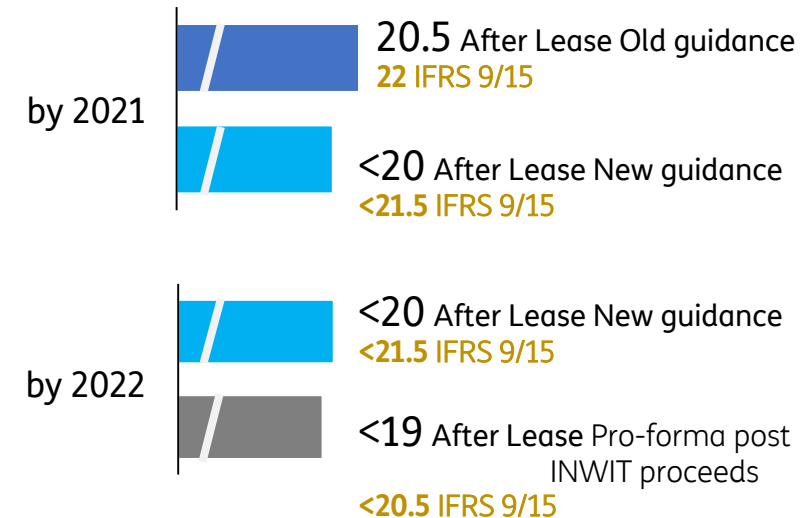 by 2021
20.5 After Lease Old guidance
22 IFRS 9/15
<20 After Lease New guidance
<21.5 IFRS 9/15
by 2022
<20 After Lease New guidance
<21.5 IFRS 9/15
<19 After Lease Pro-forma post
INWIT proceeds
<20.5 IFRS 9/15